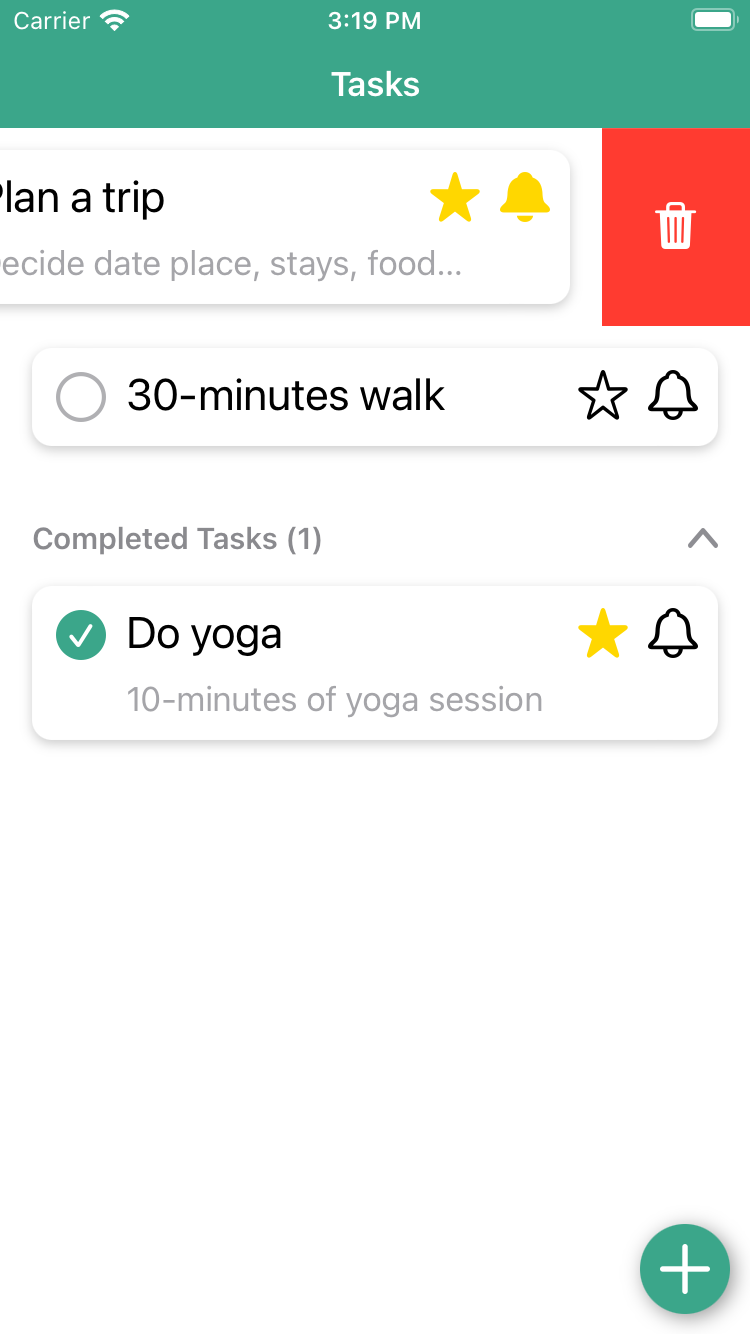 Carrier
3:19 PM
Tasks
lan a trip
ecide date place, stays, food...
30-minutes walk
Completed Tasks (1)
Do yoga
10-minutes of yoga session